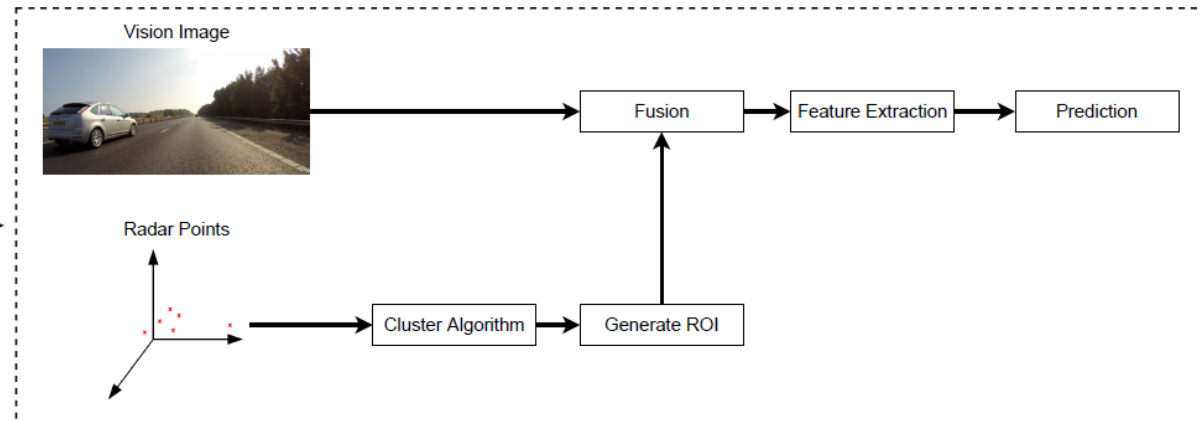 Vision Image
Fusion
Feature Extraction
Prediction
Radar Points
Cluster Algorithm
Generate ROI